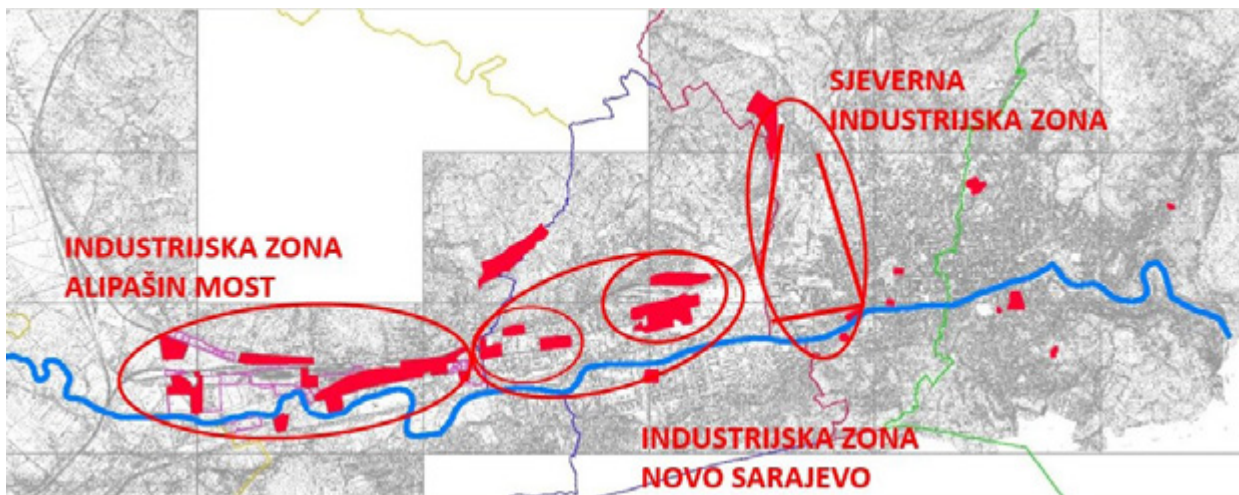 SJEVERNA
INDUSTRIJSKA ZONA
INDUSTRIJSKA ZONA
ALIPAŠIN MOST
INDUSTRIJSKA ZONA
NOVO SARAJEVO